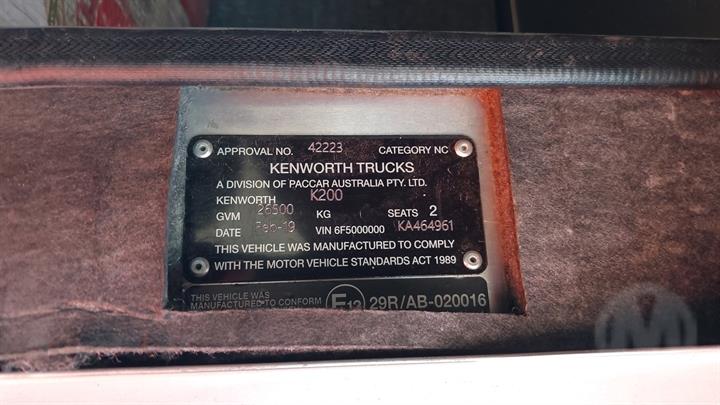 APPROVAL NO. 42223 CATEGORY NC
KENWORTH TRUCKS
A DIVISION OF PACCAR AUSTRALIA PTY. LTD.
KENWORTH K200
GVM 26500 KG SEATS 2
DATE Feb-19 VIN 6F5000000 KA464961
THIS VEHICLE WAS MANUFACTURED TO COMPLY
WITH THE MOTOR VEHICLE STANDARDS ACT 1989
THIS VEHICLE WAS
MANUFACTURED TO CONFORM E13 29R/AB-020016
M